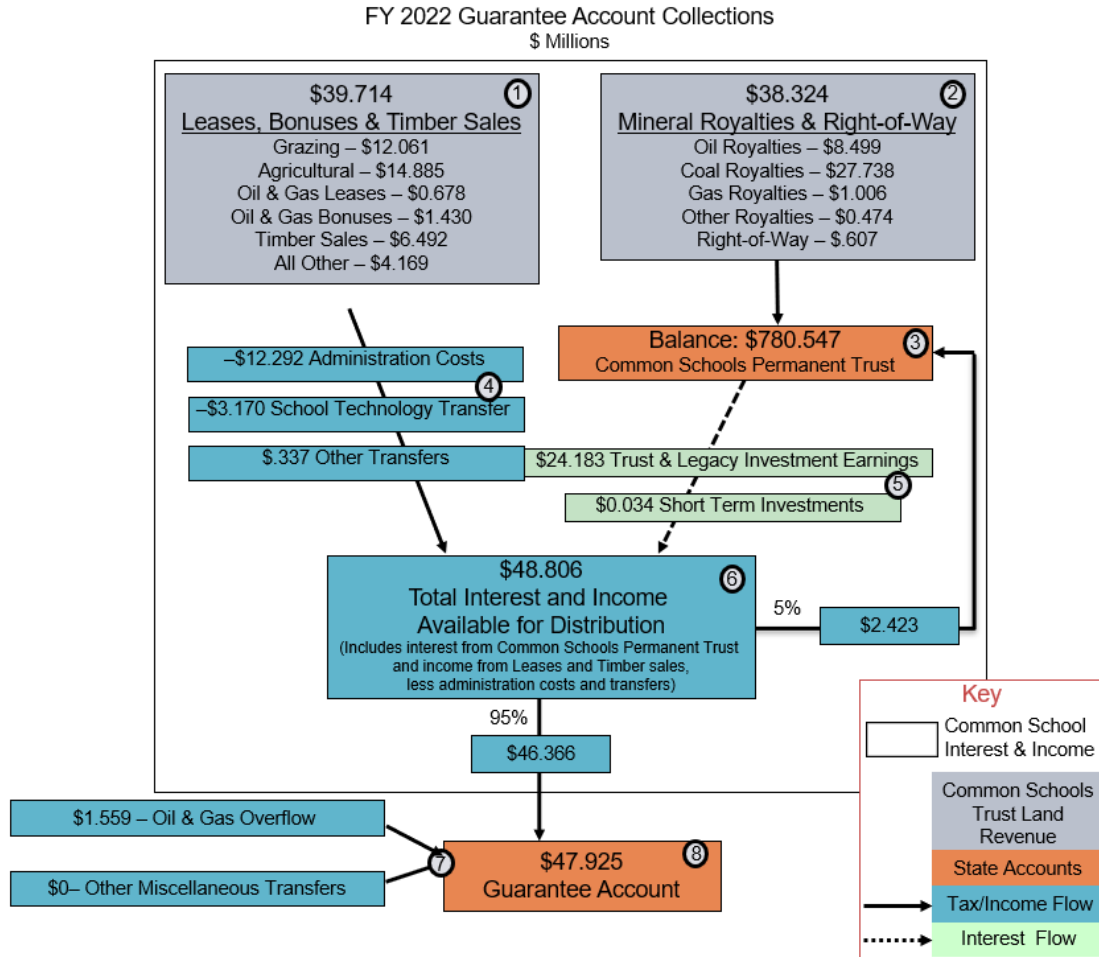 FY 2022 Guarantee Account Collections
$ Millions
$39.714
1
Leases, Bonuses & Timber Sales
Grazing – $12.061
Agricultural – $14.885
Oil & Gas Leases – $0.678
Oil & Gas Bonuses – $1.430
Timber Sales – $6.492
All Other – $4.169
$38.324
2
Mineral Royalties & Right-of-Way
Oil Royalties – $8.499
Coal Royalties – $27.738
Gas Royalties – $1.006
Other Royalties – $0.474
Right-of-Way – $.607
Balance: $780.547
3
Common Schools Permanent Trust
–$12.292 Administration Costs
4
–$3.170 School Technology Transfer
$.337 Other Transfers
$24.183 Trust & Legacy Investment Earnings
5
$0.034 Short Term Investments
$48.806
6
Total Interest and Income
Available for Distribution
(Includes interest from Common Schools Permanent Trust
and income from Leases and Timber sales,
less administration costs and transfers)
5%
$2.423
95%
$46.366
$1.559 – Oil & Gas Overflow
7
$0– Other Miscellaneous Transfers
$47.925
8
Guarantee Account
Key
Common School
Interest & Income
Common Schools
Trust Land
Revenue
State Accounts
Tax/Income Flow
Interest Flow